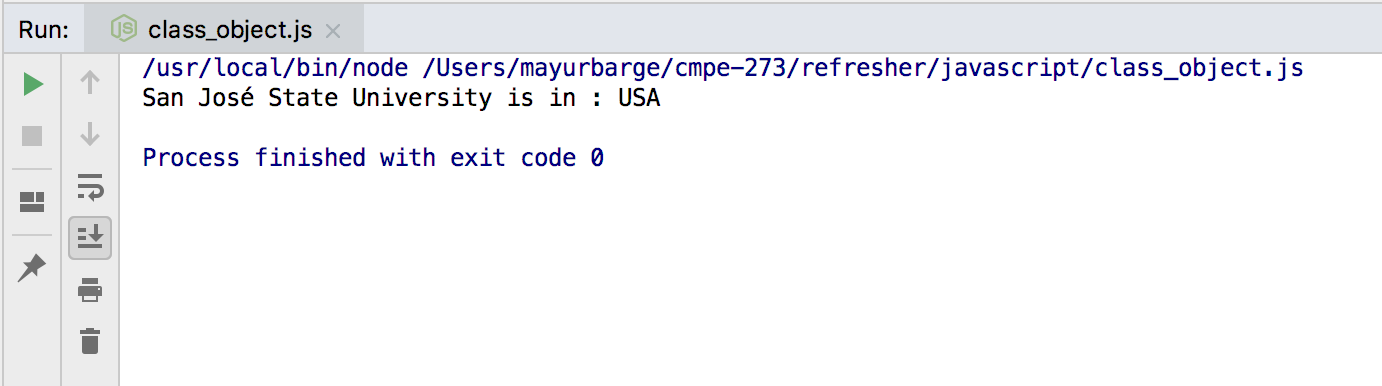 Run: class_object.js
/usr/local/bin/node /Users/mayurbarge/cmpe-273/refresher/javascript/class_object.js
San José State University is in : USA
Process finished with exit code 0